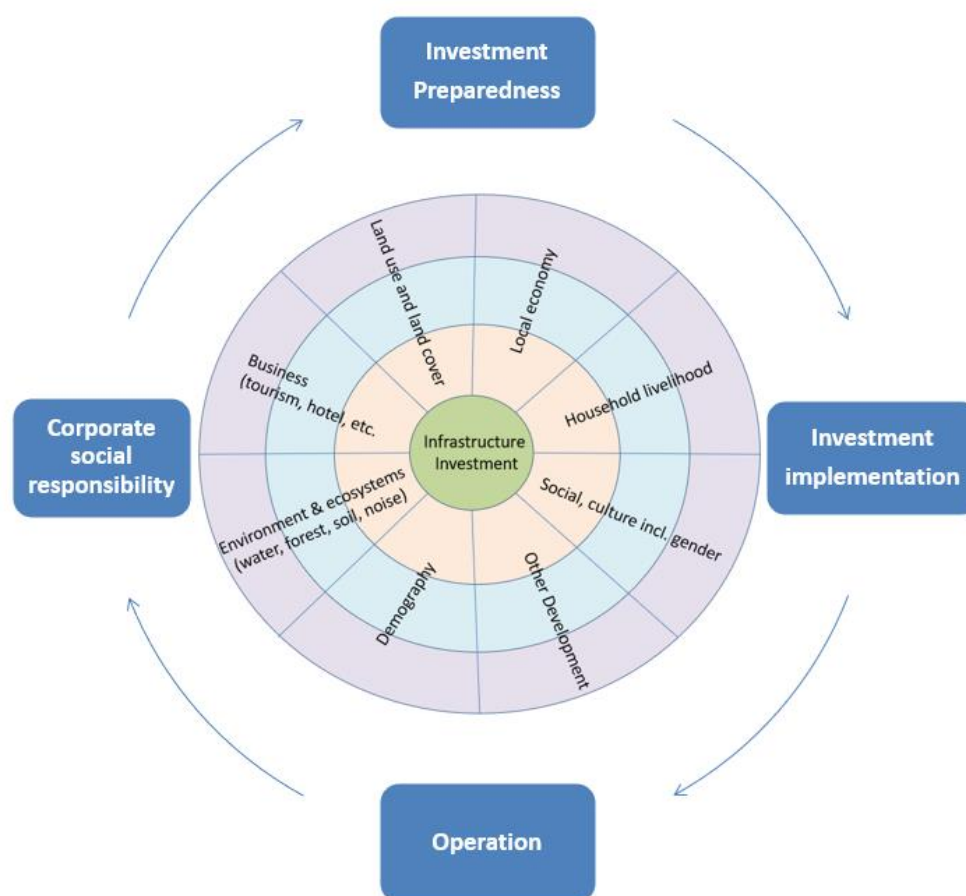 Investment
Preparedness
Land use and land cover
Local economy
Business
(tourism, hotel, etc.
Household livelihood
Corporate
social
responsibility
Infrastructure
Investment
Investment
implementation
Environment & ecosystems
(water, forest, soil, noise)
Social, culture incl. gender
Demography
Other Development
Operation